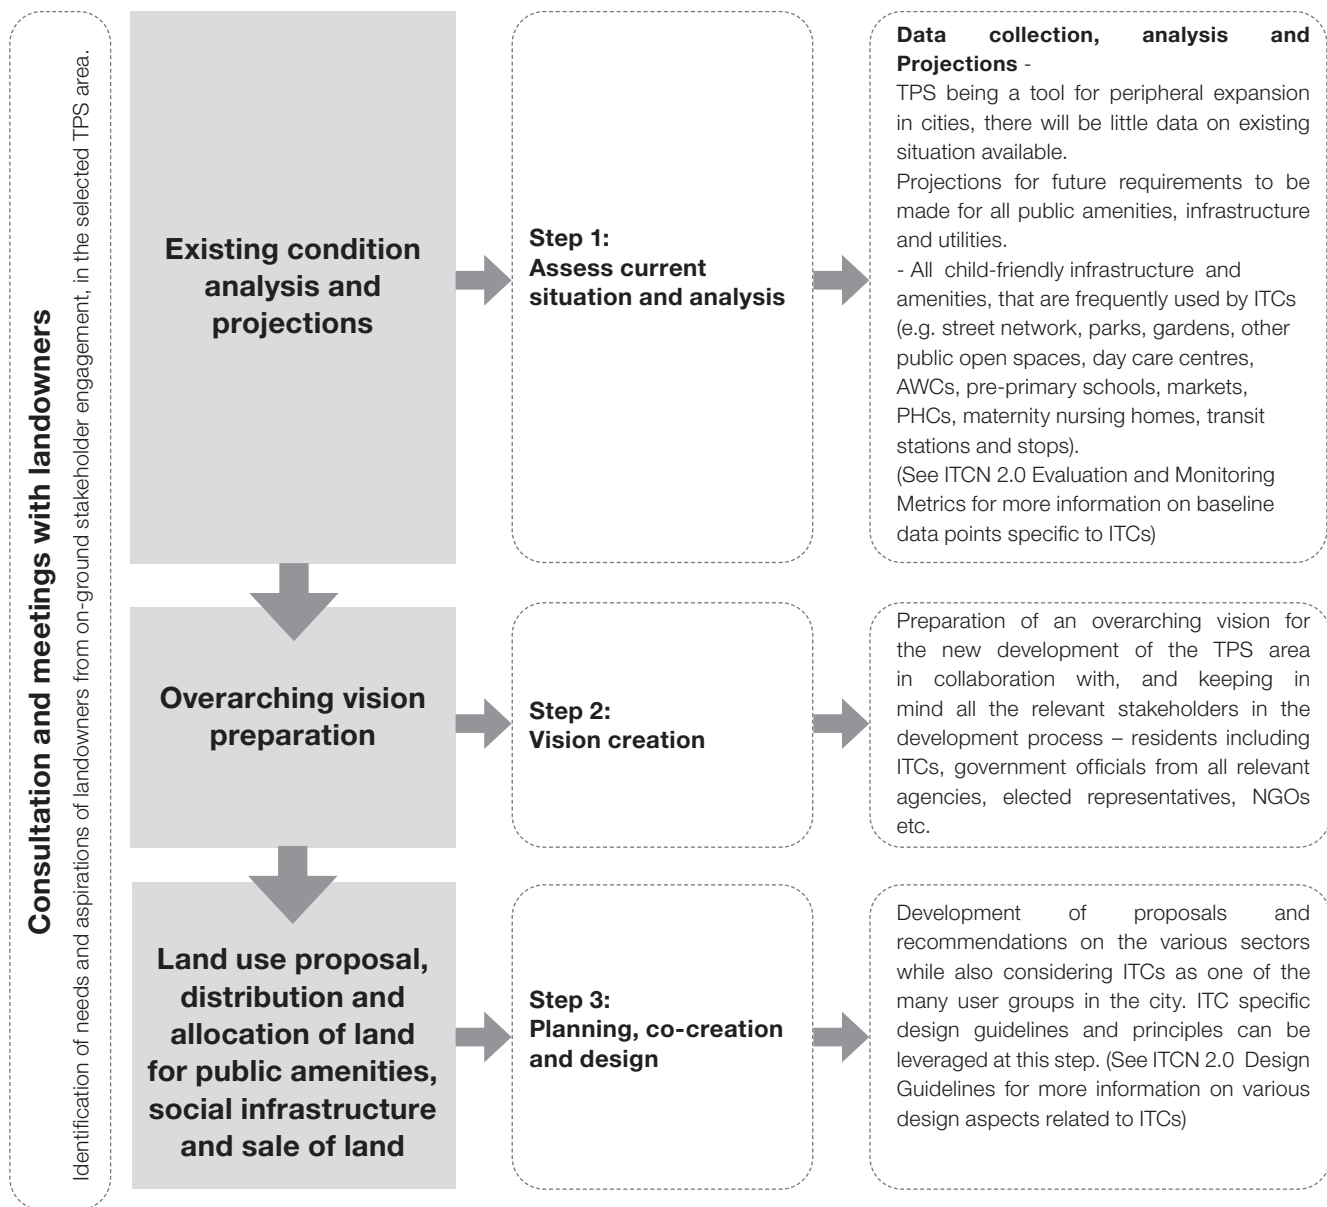 Consultation and meetings with landowners
Identification of needs and aspirations of landowners from on-ground stakeholder engagement, in the selected TPS area.
Existing condition
analysis and
projections
Step 1:
Assess current
situation and analysis
Data collection, analysis and
Projections -
TPS being a tool for peripheral expansion
in cities, there will be little data on existing
situation available.
Projections for future requirements to be
made for all public amenities, infrastructure
and utilities.
- All child-friendly infrastructure and
amenities, that are frequently used by ITCs
(e.g. street network, parks, gardens, other
public open spaces, day care centres,
AWCs, pre-primary schools, markets,
PHCs, maternity nursing homes, transit
stations and stops).
(See ITCN 2.0 Evaluation and Monitoring
Metrics for more information on baseline
data points specific to ITCs)
Overarching vision
preparation
Step 2:
Vision creation
Preparation of an overarching vision for
the new development of the TPS area
in collaboration with, and keeping in
mind all the relevant stakeholders in the
development process – residents including
ITCs, government officials from all relevant
agencies, elected representatives, NGOs
etc.
Land use proposal,
distribution and
allocation of land
for public amenities,
social infrastructure
and sale of land
Step 3:
Planning, co-creation
and design
Development of proposals and
recommendations on the various sectors
while also considering ITCs as one of the
many user groups in the city. ITC specific
design guidelines and principles can be
leveraged at this step. (See ITCN 2.0 Design
Guidelines for more information on various
design aspects related to ITCs)